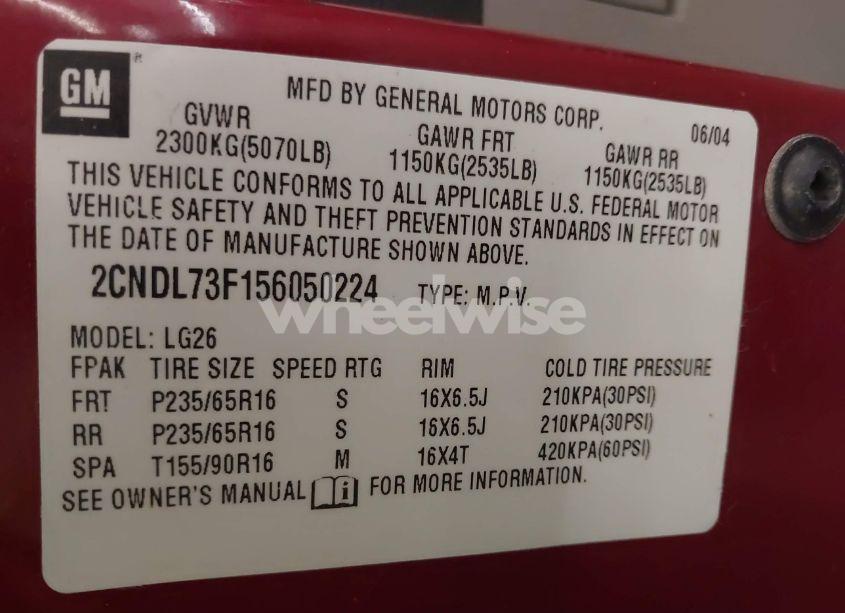 GM
MFD BY GENERAL MOTORS CORP.
06/04
GVWR GAWR FRT GAWR RR
2300KG(5070LB) 1150KG(2535LB) 1150KG(2535LB)
THIS VEHICLE CONFORMS TO ALL APPLICABLE U.S. FEDERAL MOTOR
VEHICLE SAFETY AND THEFT PREVENTION STANDARDS IN EFFECT ON
THE DATE OF MANUFACTURE SHOWN ABOVE.
2CNDL73F156050224 TYPE: M.P.V.
wheelwise
MODEL: LG26
FPAK TIRE SIZE SPEED RTG RIM COLD TIRE PRESSURE
FRT P235/65R16 S 16X6.5J 210KPA(30PSI)
RR P235/65R16 S 16X6.5J 210KPA(30PSI)
SPA T155/90R16 M 16X4T 420KPA(60PSI)
SEE OWNER'S MANUAL i FOR MORE INFORMATION.